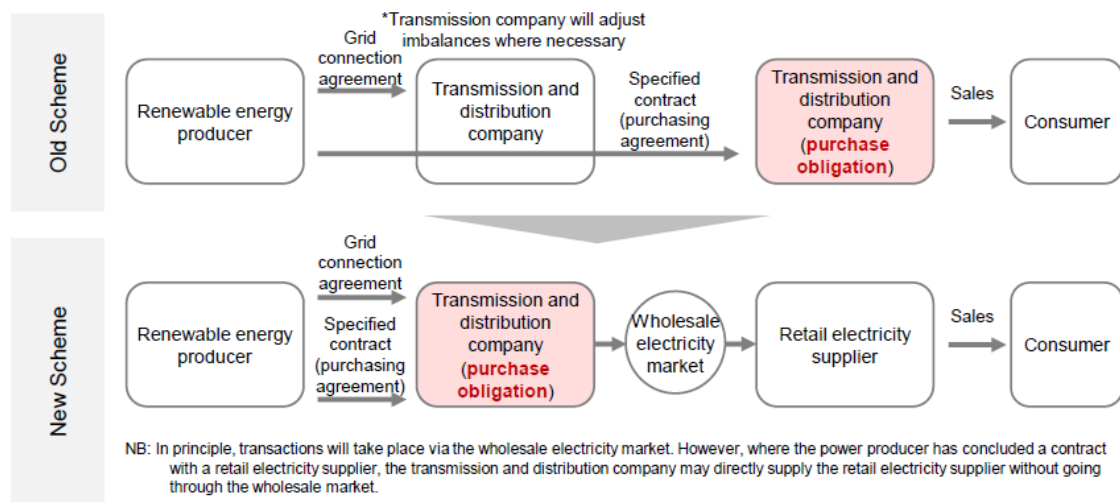 Old Scheme
*Transmission company will adjust
imbalances where necessary
Grid
connection
agreement
Renewable energy
producer
Transmission and
distribution
company
Specified
contract
(purchasing
agreement)
Transmission and
distribution
company
(purchase
obligation)
Sales
Consumer
New Scheme
Grid
connection
agreement
Renewable energy
producer
Specified
contract
(purchasing
agreement)
Transmission and
distribution
company
(purchase
obligation)
Wholesale
electricity
market
Retail electricity
supplier
Sales
Consumer
NB: In principle, transactions will take place via the wholesale electricity market. However, where the power producer has concluded a contract
with a retail electricity supplier, the transmission and distribution company may directly supply the retail electricity supplier without going
through the wholesale market.